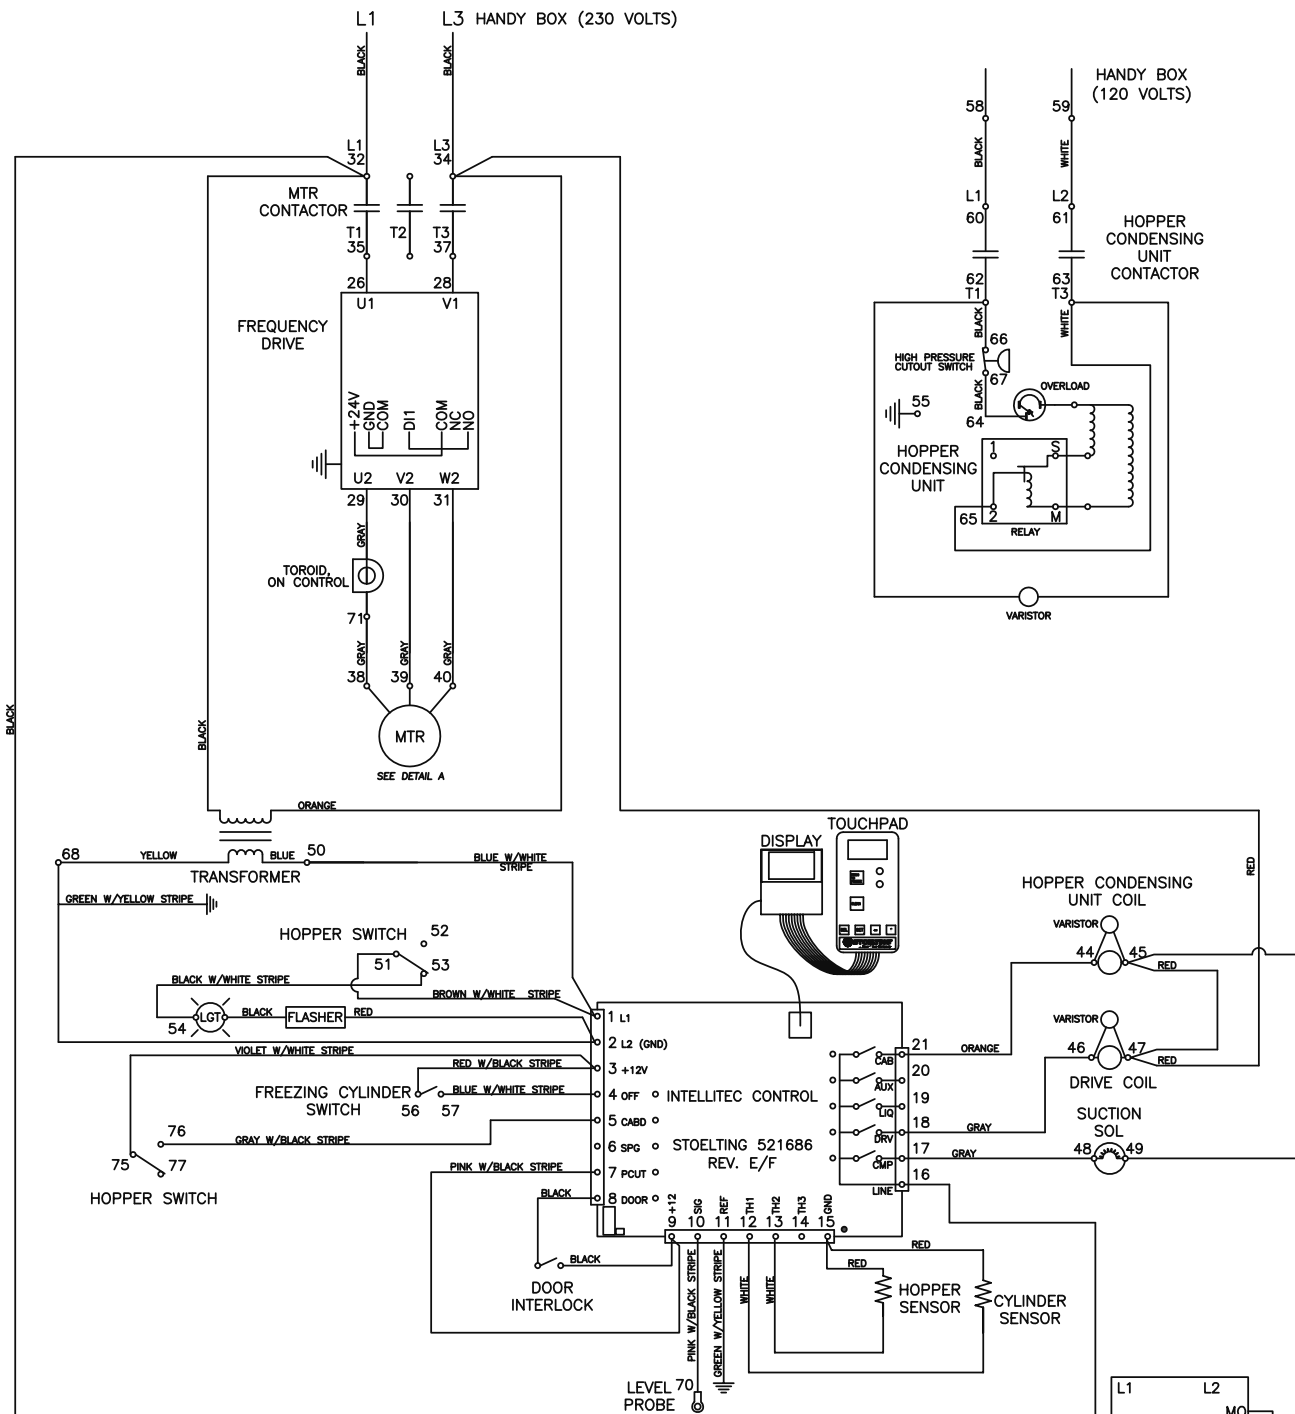 L1
L3 HANDY BOX (230 VOLTS)
BLACK
BLACK
HANDY BOX
(120 VOLTS)
58
59
BLACK
WHITE
L1
32
L3
34
MTR
CONTACTOR
T1
35
T2
T3
37
L1
60
L2
61
HOPPER
CONDENSING
UNIT
CONTACTOR
62
T1
63
T3
26
28
U1
V1
FREQUENCY
DRIVE
BLACK
WHITE
66
HIGH PRESSURE
CUTOUT SWITCH
67
BLACK
OVERLOAD
55
64
+24V
GND
COM
DI1
COM
NC
NO
HOPPER
CONDENSING
UNIT
1
S
2
M
65
RELAY
U2
V2
W2
29
30
31
GRAY
TOROID,
ON CONTROL
71
VARISTOR
GRAY
GRAY
GRAY
38
39
40
MTR
SEE DETAIL A
BLACK
BLACK
ORANGE
68
YELLOW
BLUE
50
TRANSFORMER
BLUE W/WHITE
STRIPE
DISPLAY
TOUCHPAD
RED
GREEN W/YELLOW STRIPE
HOPPER CONDENSING
UNIT COIL
VARISTOR
44
45
RED
HOPPER SWITCH
52
51
53
BLACK W/WHITE STRIPE
BROWN W/WHITE STRIPE
54
LGT
BLACK
FLASHER
RED
VIOLET W/WHITE STRIPE
RED W/BLACK STRIPE
FREEZING CYLINDER
SWITCH
56
57
BLUE W/WHITE STRIPE
76
GRAY W/BLACK STRIPE
75
77
HOPPER SWITCH
PINK W/BLACK STRIPE
BLACK
1 L1
2 L2 (GND)
3 +12V
4 OFF
5 CABD
6 SPG
7 PCUT
8 DOOR
INTELLITEC CONTROL
STOELTING 521686
REV. E/F
CAB
21
ORANGE
AUX
20
LIQ
19
DRV
18
GRAY
CMP
17
GRAY
LINE
16
VARISTOR
46
47
RED
DRIVE COIL
SUCTION
SOL
48
49
+12
SIG
REF
TH1
TH2
TH3
GND
9
10
11
12
13
14
15
BLACK
DOOR
INTERLOCK
PINK W/BLACK STRIPE
GREEN W/YELLOW STRIPE
WHITE
WHITE
RED
RED
HOPPER
SENSOR
CYLINDER
SENSOR
LEVEL
PROBE
70
L1
L2
MO